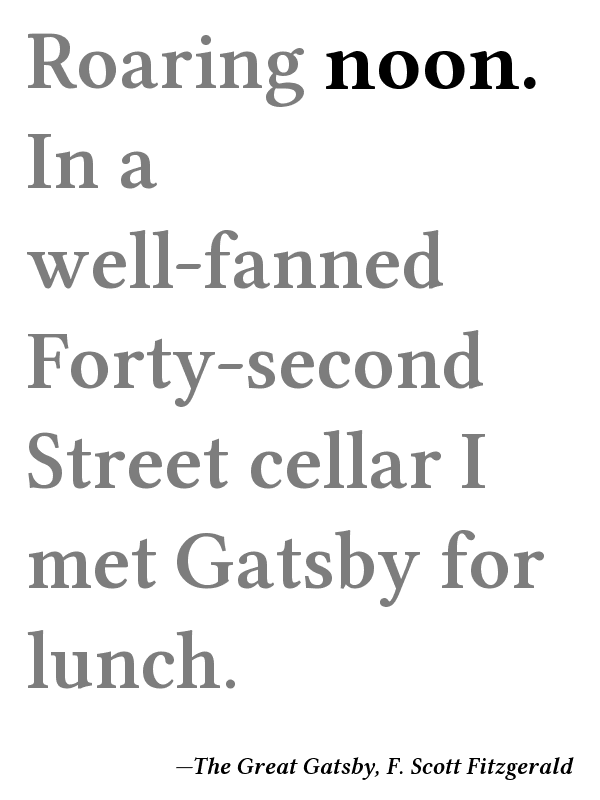 Roaring noon.
In a
well-fanned
Forty-second
Street cellar I
met Gatsby for
lunch.
—The Great Gatsby, F. Scott Fitzgerald